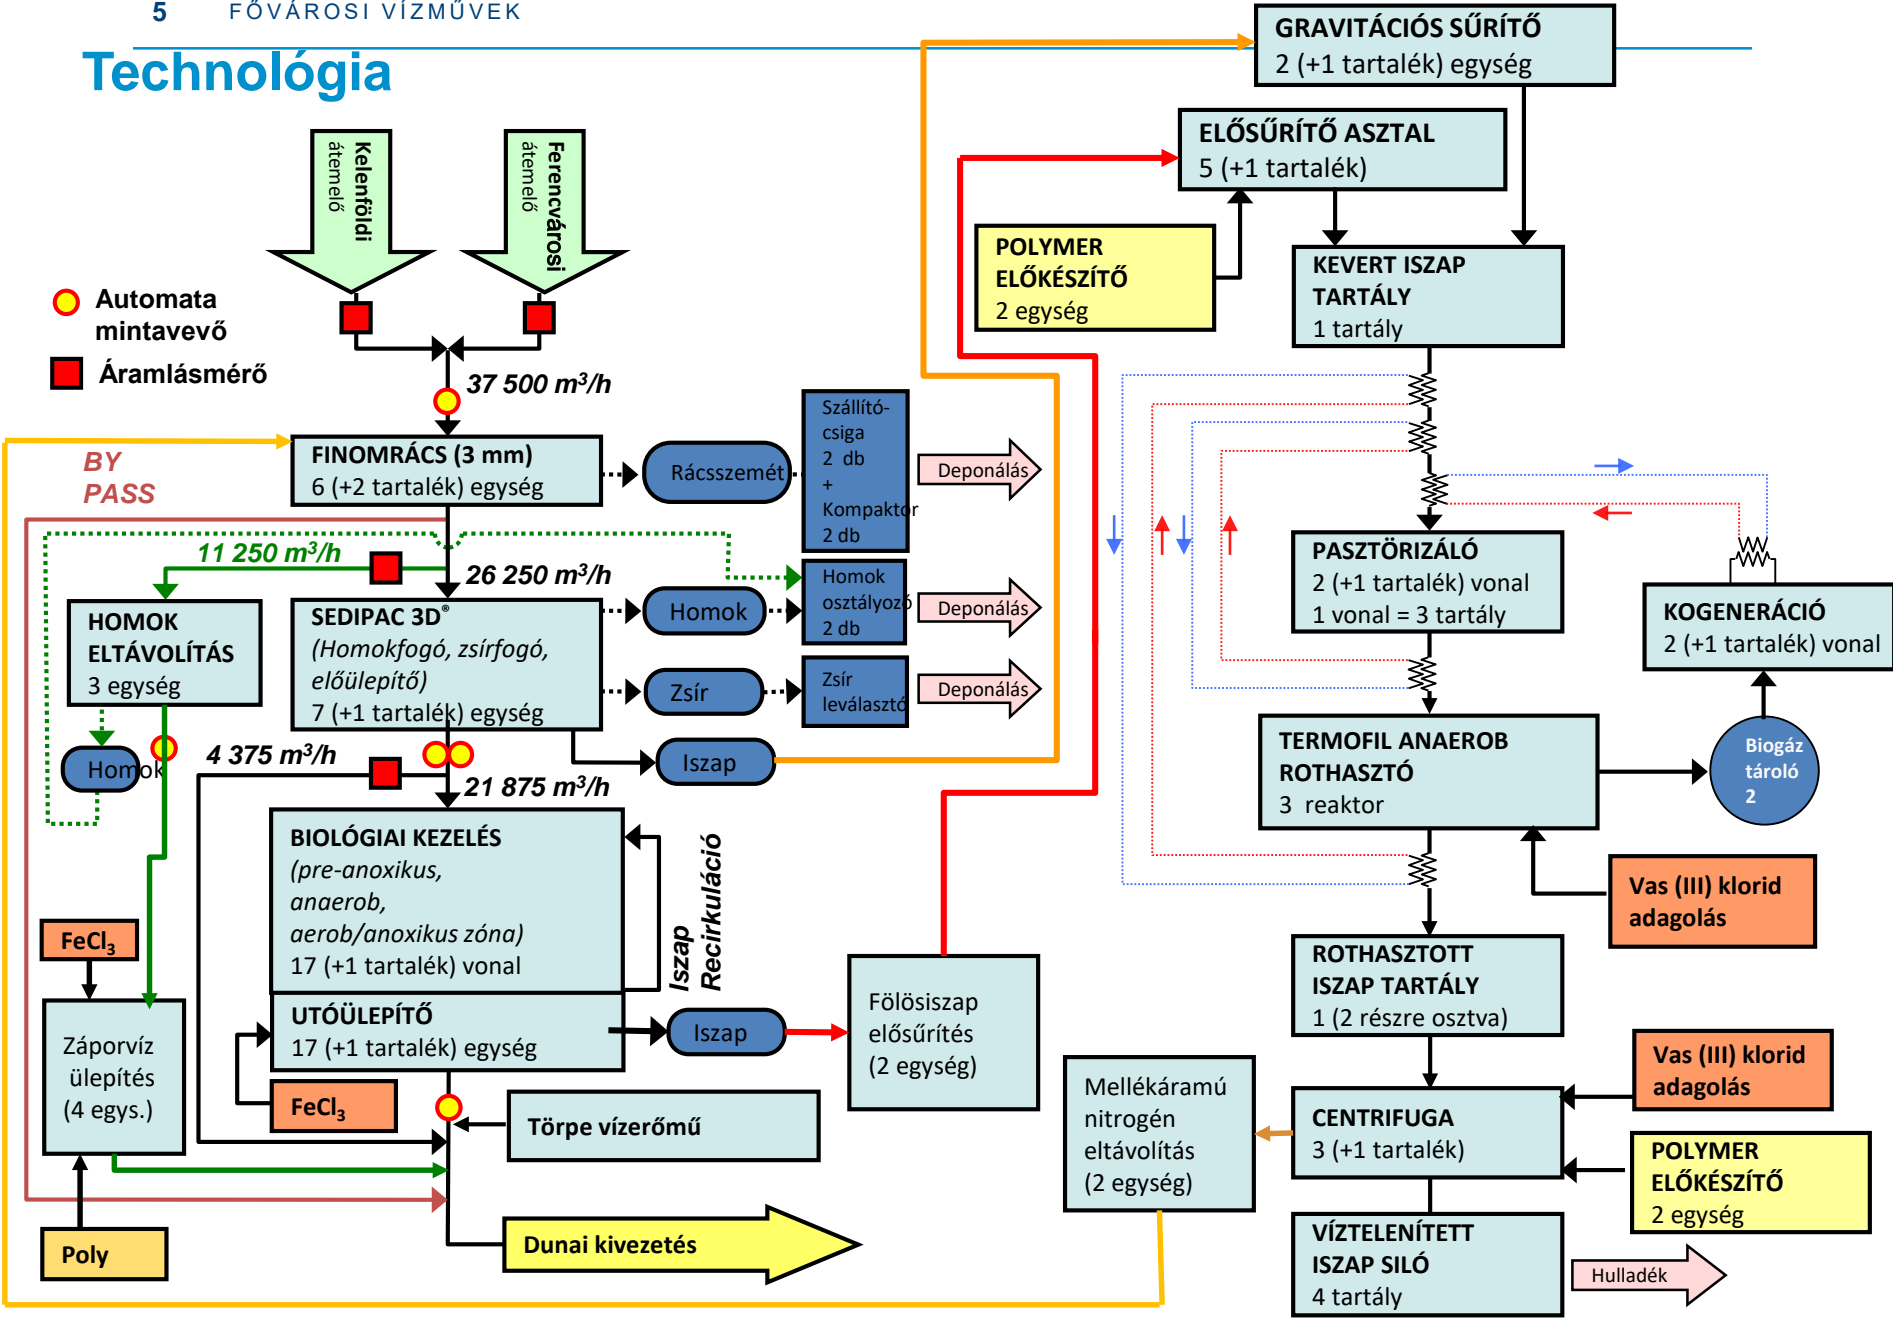 5 FŐVÁROSI VÍZMŰVEK
Technológia
Kelenföldi
átemelő
Ferencvárosi
átemelő
Automata
mintavevő
Áramlásmérő
37 500 m³/h
BY
PASS
FINOMRÁCS (3 mm)
6 (+2 tartalék) egység
Rácsszemét
Szállító-
csiga
2 db
+
Kompaktor
2 db
Deponálás
11 250 m³/h
26 250 m³/h
HOMOK
ELTÁVOLÍTÁS
3 egység
Homok
SEDIPAC 3D®
(Homokfogó, zsírfogó,
előülepítő)
7 (+1 tartalék) egység
Homok
Homok
osztályozó
2 db
Deponálás
Zsír
Zsír
leválasztó
Deponálás
Iszap
4 375 m³/h
21 875 m³/h
BIOLÓGIAI KEZELÉS
(pre-anoxikus,
anaerob,
aerob/anoxikus zóna)
17 (+1 tartalék) vonal
Iszap
Recirkuláció
UTÓÜLEPÍTŐ
17 (+1 tartalék) egység
Iszap
Fölösiszap
elősűrítés
(2 egység)
FeCl₃
Záporvíz
ülepítés
(4 egys.)
Poly
FeCl₃
Törpe vízerőmű
Dunai kivezetés
GRAVITÁCIÓS SŰRÍTŐ
2 (+1 tartalék) egység
ELŐSŰRÍTŐ ASZTAL
5 (+1 tartalék)
POLYMER
ELŐKÉSZÍTŐ
2 egység
KEVERT ISZAP
TARTÁLY
1 tartály
PASZTÖRIZÁLÓ
2 (+1 tartalék) vonal
1 vonal = 3 tartály
KOGENERÁCIÓ
2 (+1 tartalék) vonal
TERMOFIL ANAEROB
ROTHASZTÓ
3 reaktor
Biogáz
tároló
2
Vas (III) klorid
adagolás
ROTHASZTOTT
ISZAP TARTÁLY
1 (2 részre osztva)
Vas (III) klorid
adagolás
Mellékáramú
nitrogén
eltávolítás
(2 egység)
CENTRIFUGA
3 (+1 tartalék)
POLYMER
ELŐKÉSZÍTŐ
2 egység
VÍZTELENÍTETT
ISZAP SILÓ
4 tartály
Hulladék